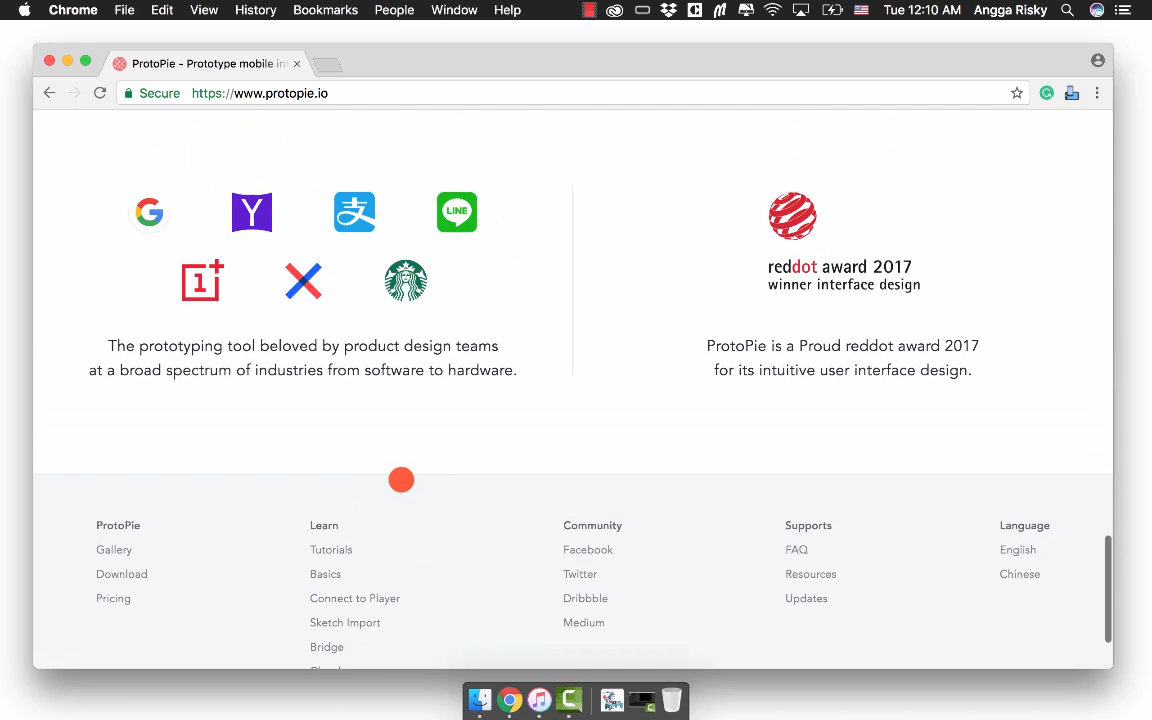 Chrome File Edit View History Bookmarks People Window Help Tue 12:10 AM Angga Risky
ProtoPie - Prototype mobile in
Secure https://www.protopie.io
G Y 支 LINE
1+
reddot award 2017
winner interface design
The prototyping tool beloved by product design teams
at a broad spectrum of industries from software to hardware.
ProtoPie is a Proud reddot award 2017
for its intuitive user interface design.
ProtoPie
Gallery
Download
Pricing
Learn
Tutorials
Basics
Connect to Player
Sketch Import
Bridge
Community
Facebook
Twitter
Dribbble
Medium
Supports
FAQ
Resources
Updates
Language
English
Chinese